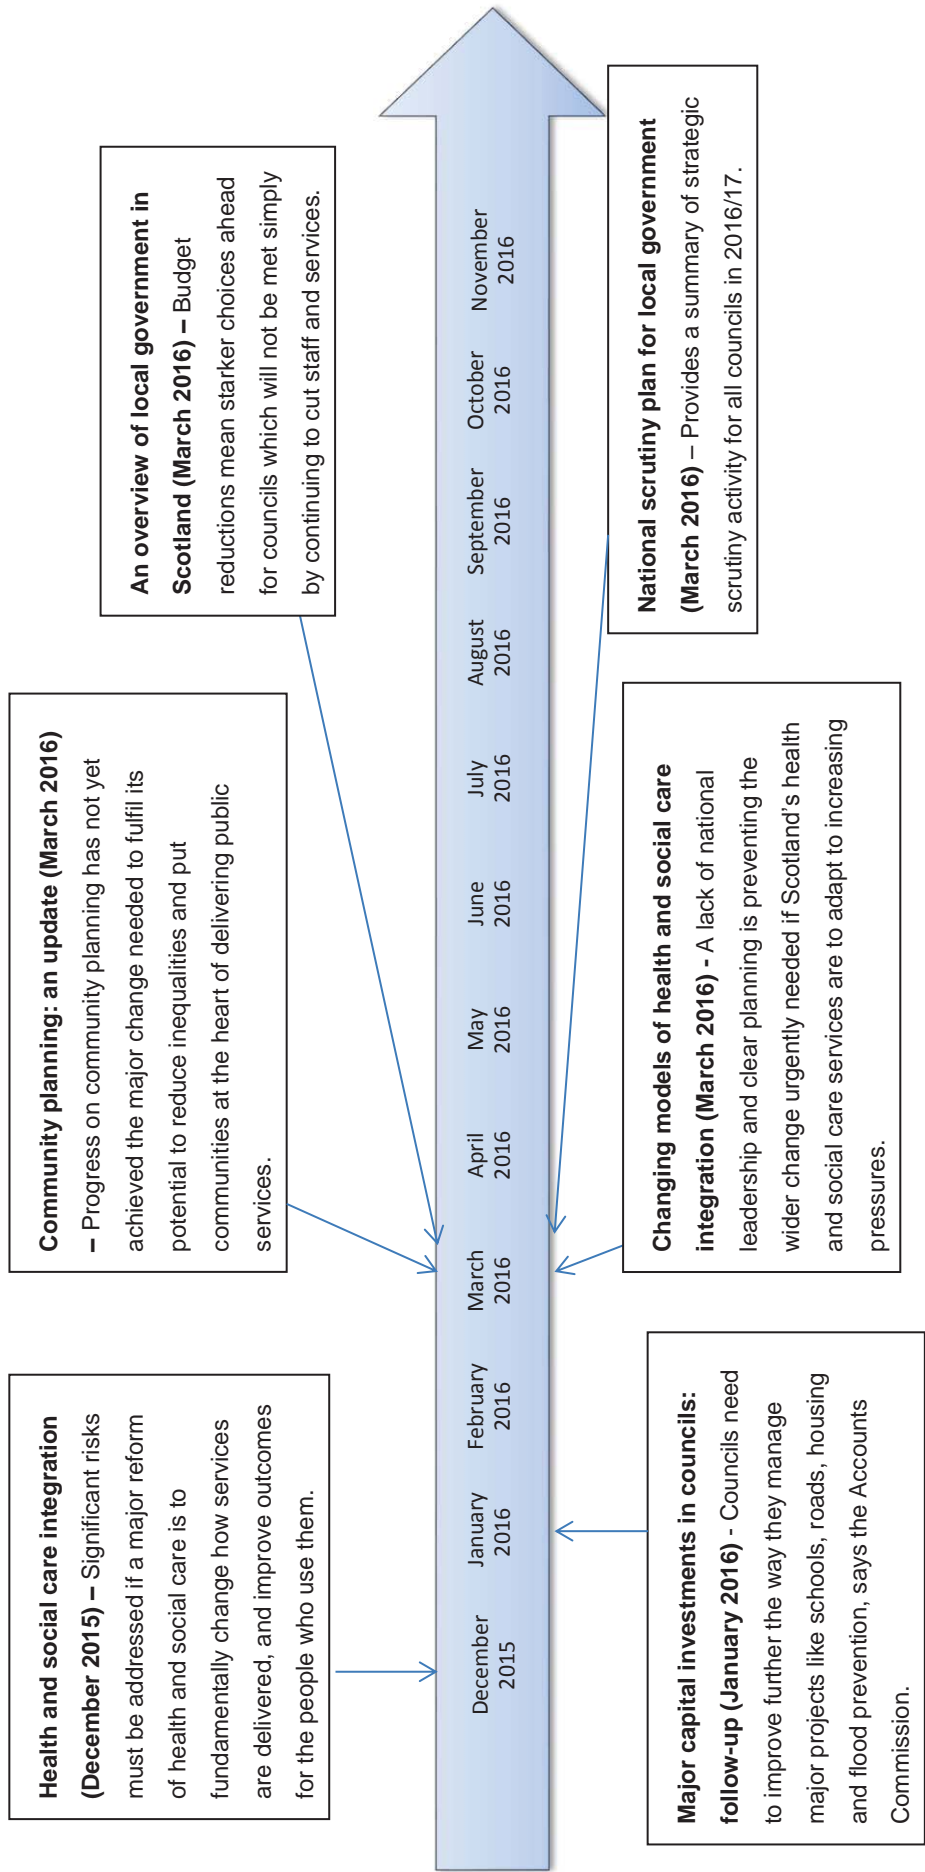 Health and social care integration
(December 2015) – Significant risks
must be addressed if a major reform
of health and social care is to
fundamentally change how services
are delivered, and improve outcomes
for the people who use them.
Community planning: an update (March 2016)
– Progress on community planning has not yet
achieved the major change needed to fulfil its
potential to reduce inequalities and put
communities at the heart of delivering public
services.
An overview of local government in
Scotland (March 2016) – Budget
reductions mean starker choices ahead
for councils which will not be met simply
by continuing to cut staff and services.
December
2015
January
2016
February
2016
March
2016
April
2016
May
2016
June
2016
July
2016
August
2016
September
2016
October
2016
November
2016
Major capital investments in councils:
follow-up (January 2016) - Councils need
to improve further the way they manage
major projects like schools, roads, housing
and flood prevention, says the Accounts
Commission.
Changing models of health and social care
integration (March 2016) - A lack of national
leadership and clear planning is preventing the
wider change urgently needed if Scotland’s health
and social care services are to adapt to increasing
pressures.
National scrutiny plan for local government
(March 2016) – Provides a summary of strategic
scrutiny activity for all councils in 2016/17.